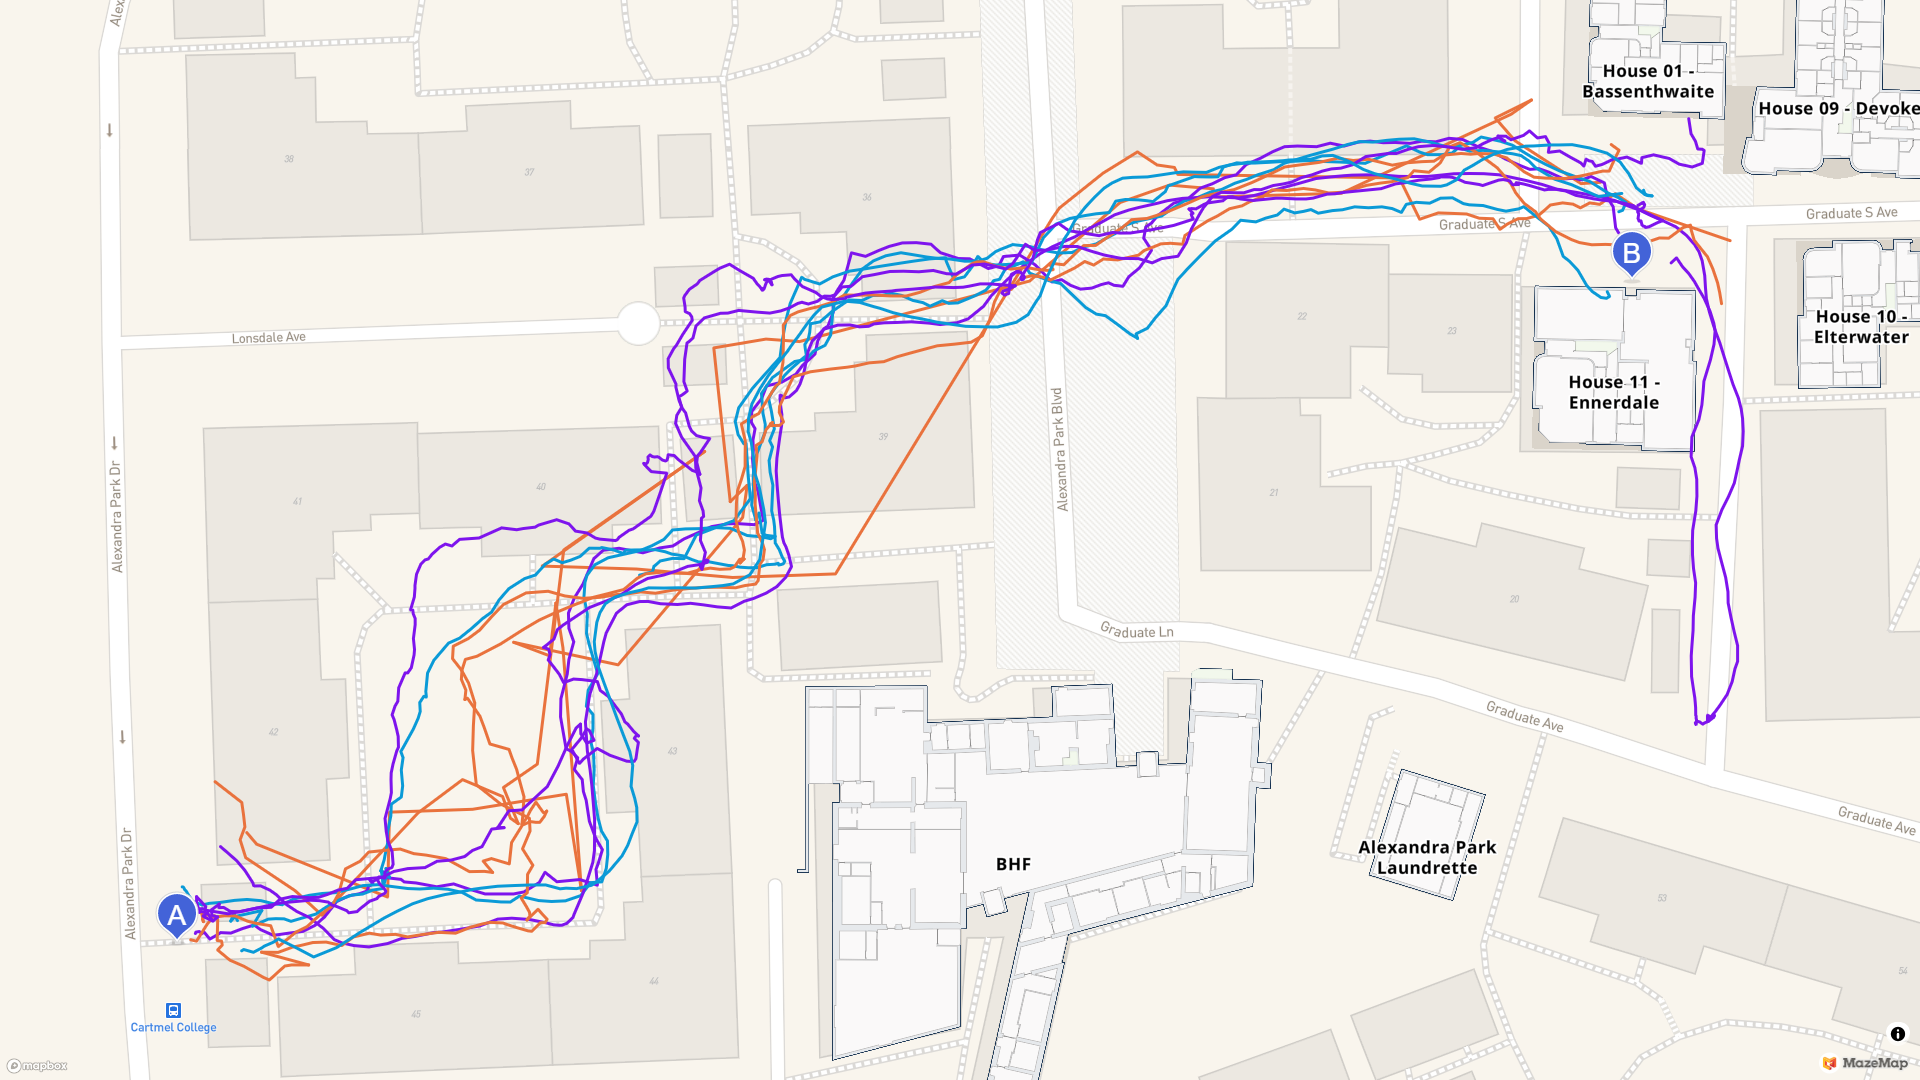 Alexa
House 01 -
Bassenthwaite
House 09 - Devoke
38
37
36
Graduate S Ave
Graduate S Ave
Graduate S Ave
B
Lonsdale Ave
22
23
House 10 -
Elterwater
House 11 -
Ennerdale
Alexandra Park Blvd
39
40
41
Alexandra Park Dr
21
20
Graduate Ln
Graduate Ave
42
43
Graduate Ave
Alexandra Park
Laundrette
BHF
Alexandra Park Dr
A
53
54
44
45
Cartmel College
mapbox
MazeMap